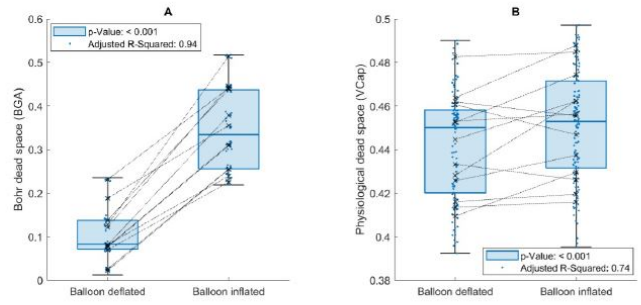 A
p-Value: < 0.001
Adjusted R-Squared: 0.94
Bohr dead space (BGA)
0.6
0.5
0.4
0.3
0.2
0.1
0
Balloon deflated
Balloon inflated
B
Physiological dead space (VCap)
0.5
0.48
0.46
0.44
0.42
0.4
0.38
p-Value: < 0.001
Adjusted R-Squared: 0.74
Balloon deflated
Balloon inflated